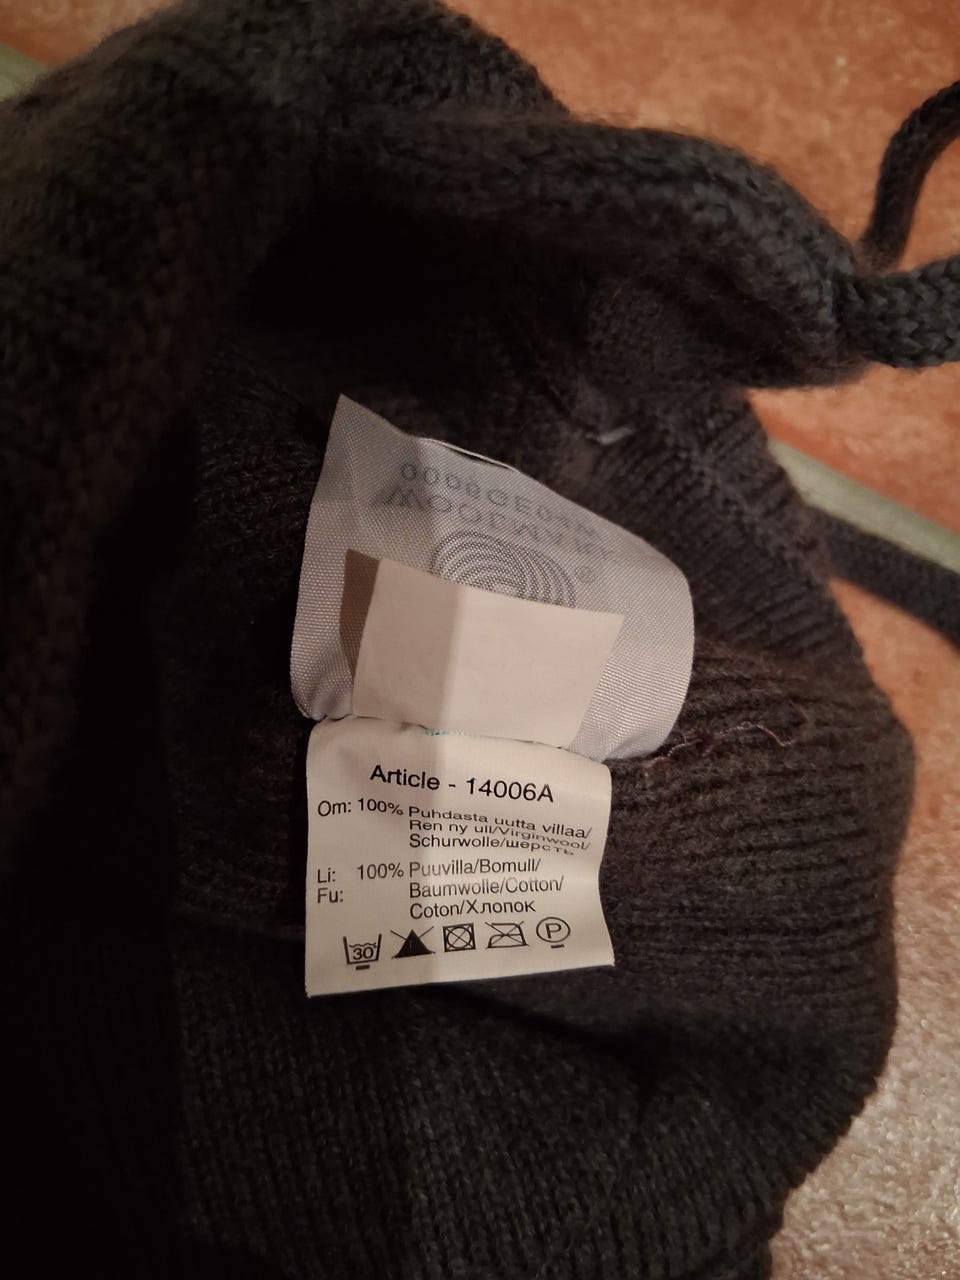 Article - 14006A
Om: 100% Puhdasta uutta villaa/
Ren ny ull/Virginwool/
Schurwolle/шерсть
Li: 100% Puuvilla/Bomull/
Fu: Baumwolle/Cotton/
Coton/Хлопок
30 P